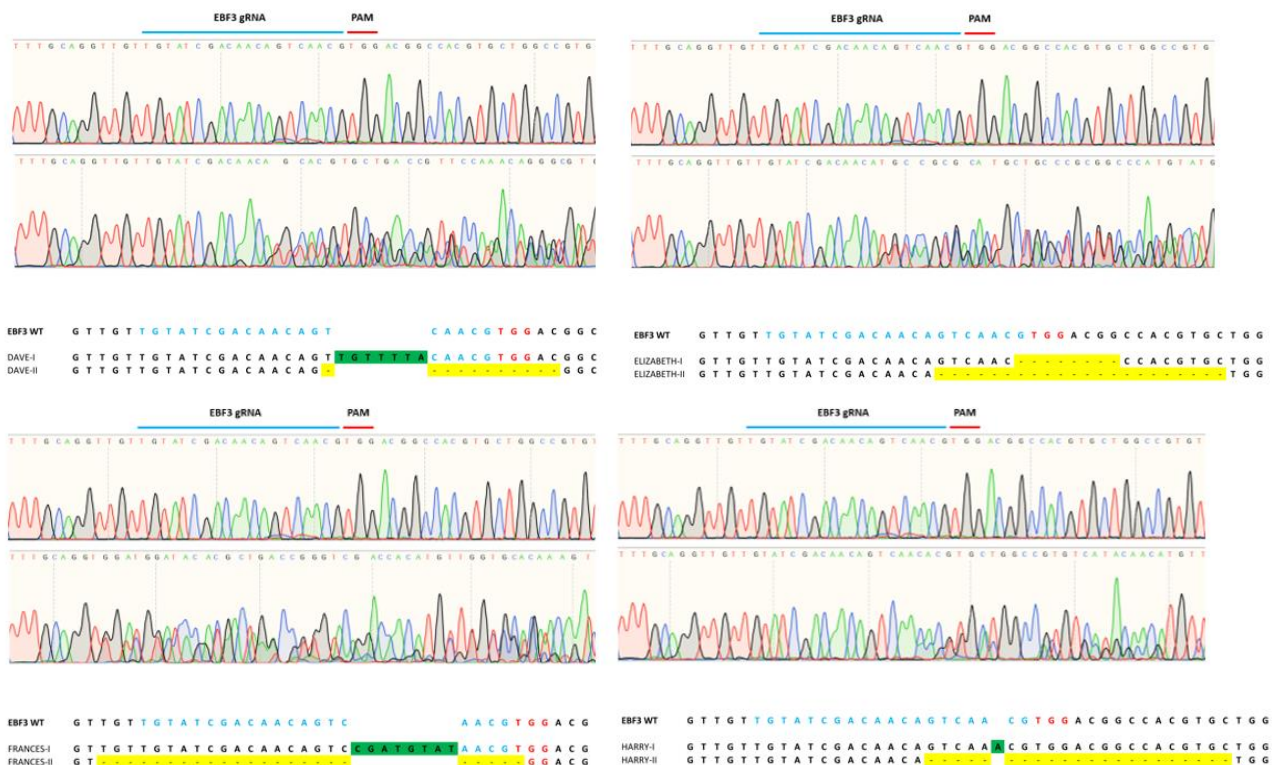 EBF3 gRNA PAM
T T T G C A G G T T G T T G T A T C G A C A A C A G T C A A C G T G G A C G G C C A C G T G C T G G C C G T G
T T T G C A G G T T G T T G T A T C G A C A A C A G C A C G T G C T G A C C G T T C C A A A C A G G G C G T
EBF3 WT G T T G T T G T A T C G A C A A C A G T C A A C G T G G A C G G C
DAVE-I G T T G T T G T A T C G A C A A C A G T T G T T T T A C A A C G T G G A C G G C
DAVE-II G T T G T T G T A T C G A C A A C A G - - - - - - - - - - - G G C
EBF3 gRNA PAM
T T T G C A G G T T G T T G T A T C G A C A A C A G T C A A C G T G G A C G G C C A C G T G C T G G C C G T G
T T T G C A G G T T G T T G T A T C G A C A A C A T G C C G C G C A T G C T G C C C G C G G C C C A T G T A T G
EBF3 WT G T T G T T G T A T C G A C A A C A G T C A A C G T G G A C G G C C A C G T G C T G G
ELIZABETH-I G T T G T T G T A T C G A C A A C A G T C A A C - - - - - - - - C C A C G T G C T G G
ELIZABETH-II G T T G T T G T A T C G A C A A C A - - - - - - - - - - - - - - - - - - - - - - T G G
EBF3 gRNA PAM
T T T G C A G G T T G T T G T A T C G A C A A C A G T C A A C G T G G A C G G C C A C G T G C T G G C C G T G T
T T T G C A G G T G G A T G G A T A C A C G C T G A C C G G G T C G A C C A C A T G T T G G T G C A C A A A G T
EBF3 WT G T T G T T G T A T C G A C A A C A G T C A A C G T G G A C G
FRANCES-I G T T G T T G T A T C G A C A A C A G T C C G A T G T A T A A C G T G G A C G
FRANCES-II G T - - - - - - - - - - - - - - - - - - - - - - - - G G A C G
EBF3 gRNA PAM
T T T G C A G G T T G T T G T A T C G A C A A C A G T C A A C G T G G A C G G C C A C G T G C T G G C C G T G T
T T T G C A G G T T G T T G T A T C G A C A A C A G T C A A C A C G T G C T G G C C G T G T C A T A C A A C A T G T T
EBF3 WT G T T G T T G T A T C G A C A A C A G T C A A C G T G G A C G G C C A C G T G C T G G
HARRY-I G T T G T T G T A T C G A C A A C A G T C A A A C G T G G A C G G C C A C G T G C T G G
HARRY-II G T T G T T G T A T C G A C A A C A - - - - - - - - - - - - - - - - - - - - - - T G G